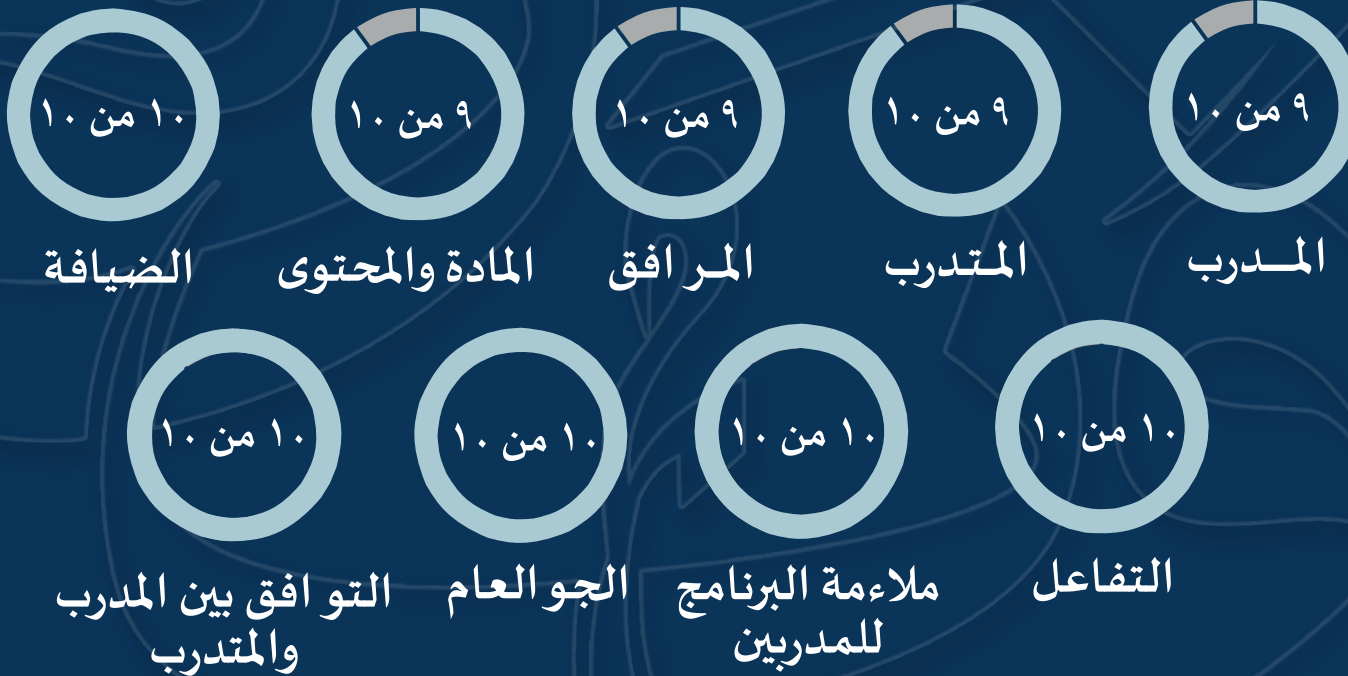 ٩ من ١٠
المــدرب
٩ من ١٠
المـتدرب
٩ من ١٠
المـرافق
٩ من ١٠
المادة والمحتوى
١٠ من ١٠
الضيافة
١٠ من ١٠
التفاعل
١٠ من ١٠
ملاءمة البرنامج
للمدربين
١٠ من ١٠
الجو العام
١٠ من ١٠
التوافق بين المدرب
والمتدرب